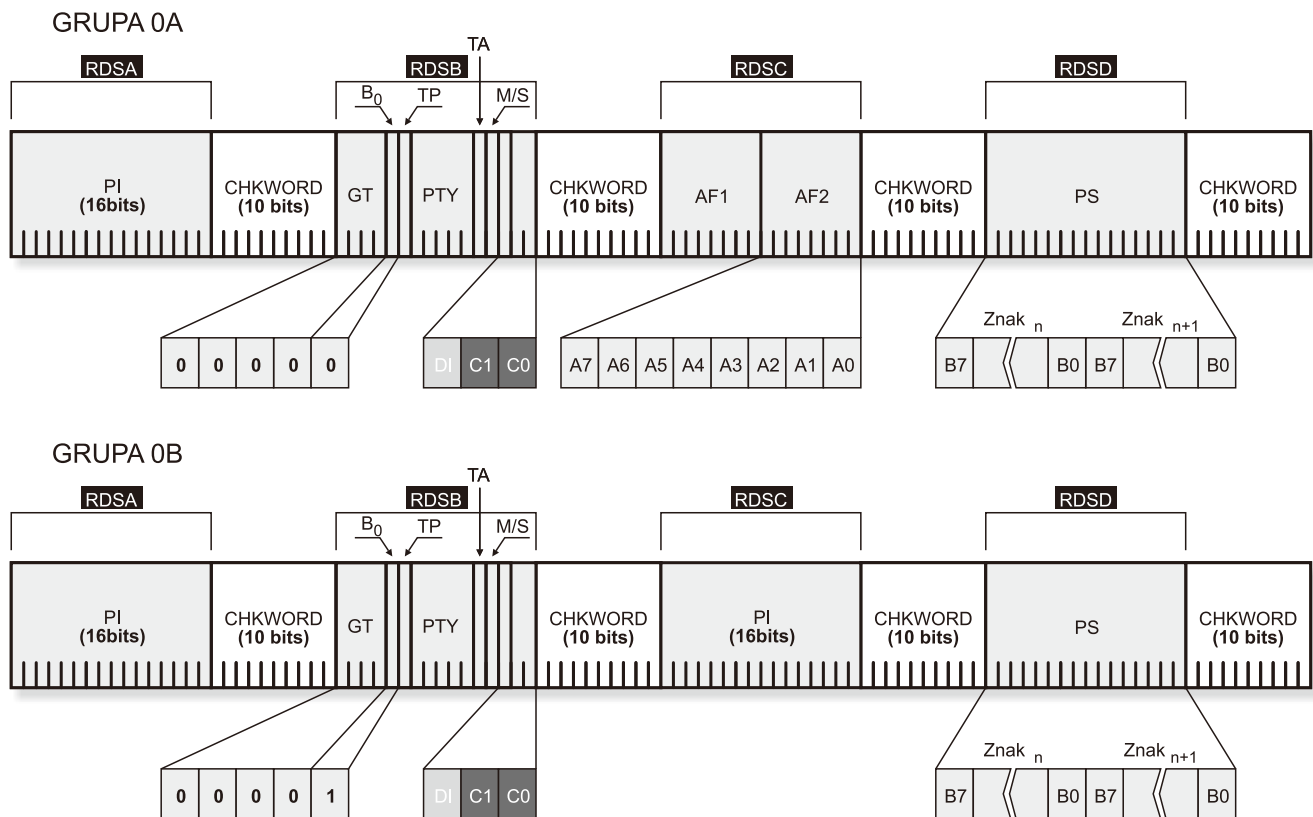 GRUPA 0A
TA
RDSA RDSB RDSC RDSD
B0 TP M/S
PI
(16bits)
CHKWORD
(10 bits)
GT
PTY
CHKWORD
(10 bits)
AF1
AF2
CHKWORD
(10 bits)
PS
CHKWORD
(10 bits)
Znak n Znak n+1
0 0 0 0 0
DI C1 C0
A7 A6 A5 A4 A3 A2 A1 A0
B7 B0 B7 B0
GRUPA 0B
TA
RDSA RDSB RDSC RDSD
B0 TP M/S
PI
(16bits)
CHKWORD
(10 bits)
GT
PTY
CHKWORD
(10 bits)
PI
(16bits)
CHKWORD
(10 bits)
PS
CHKWORD
(10 bits)
Znak n Znak n+1
0 0 0 0 1
DI C1 C0
B7 B0 B7 B0